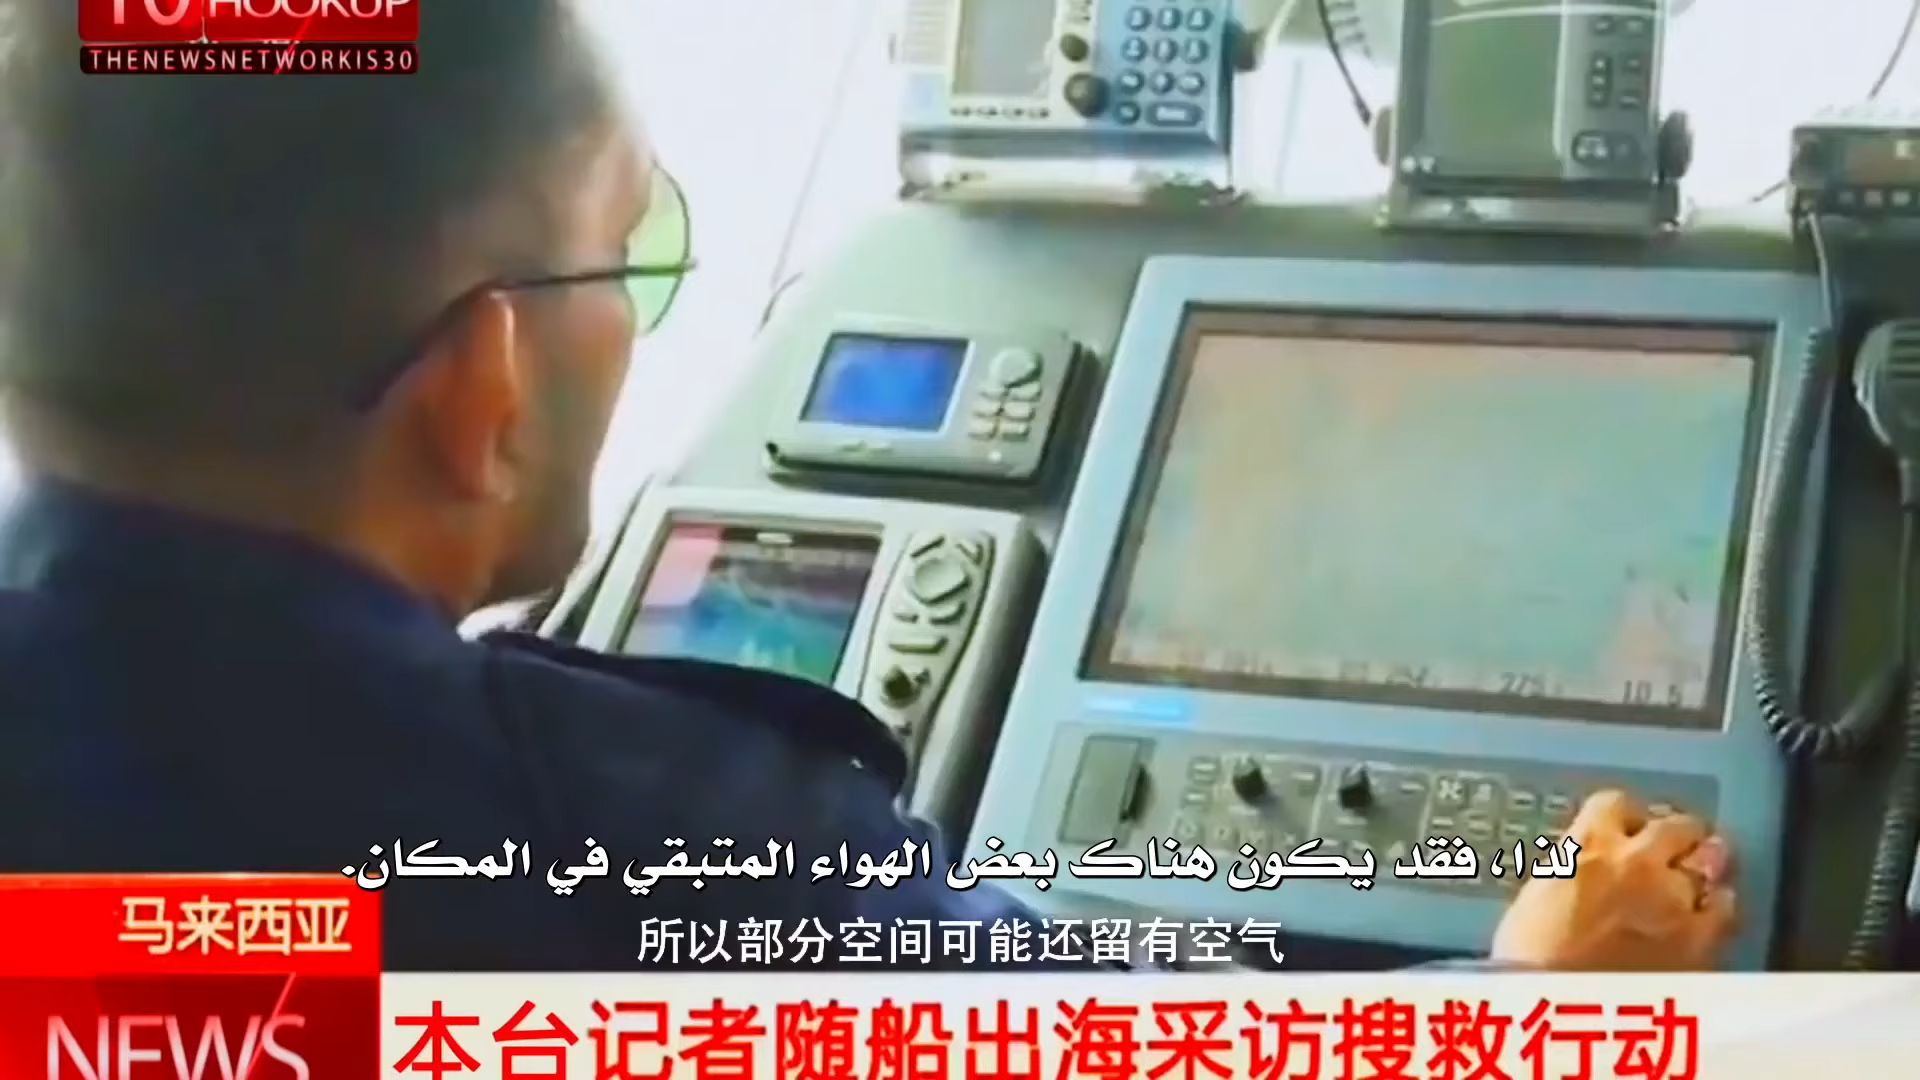 10 HOOKUP
THENEWSNETWORKIS30
لذا، فقد يكون هناك بعض الهواء المتبقي في المكان.
所以部分空间可能还留有空气
马来西亚
NEWS
本台记者随船出海采访搜救行动